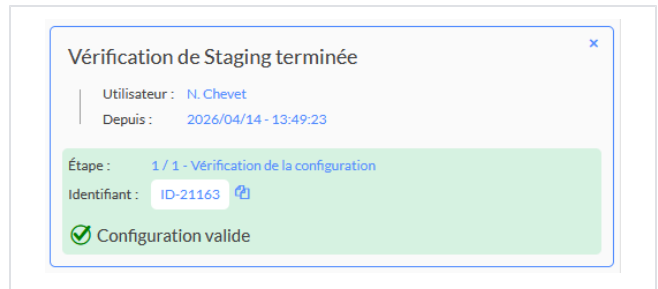 Vérification de Staging terminée
×
Utilisateur : N. Chevet
Depuis : 2026/04/14 - 13:49:23
Étape : 1 / 1 - Vérification de la configuration
Identifiant : ID-21163
Configuration valide